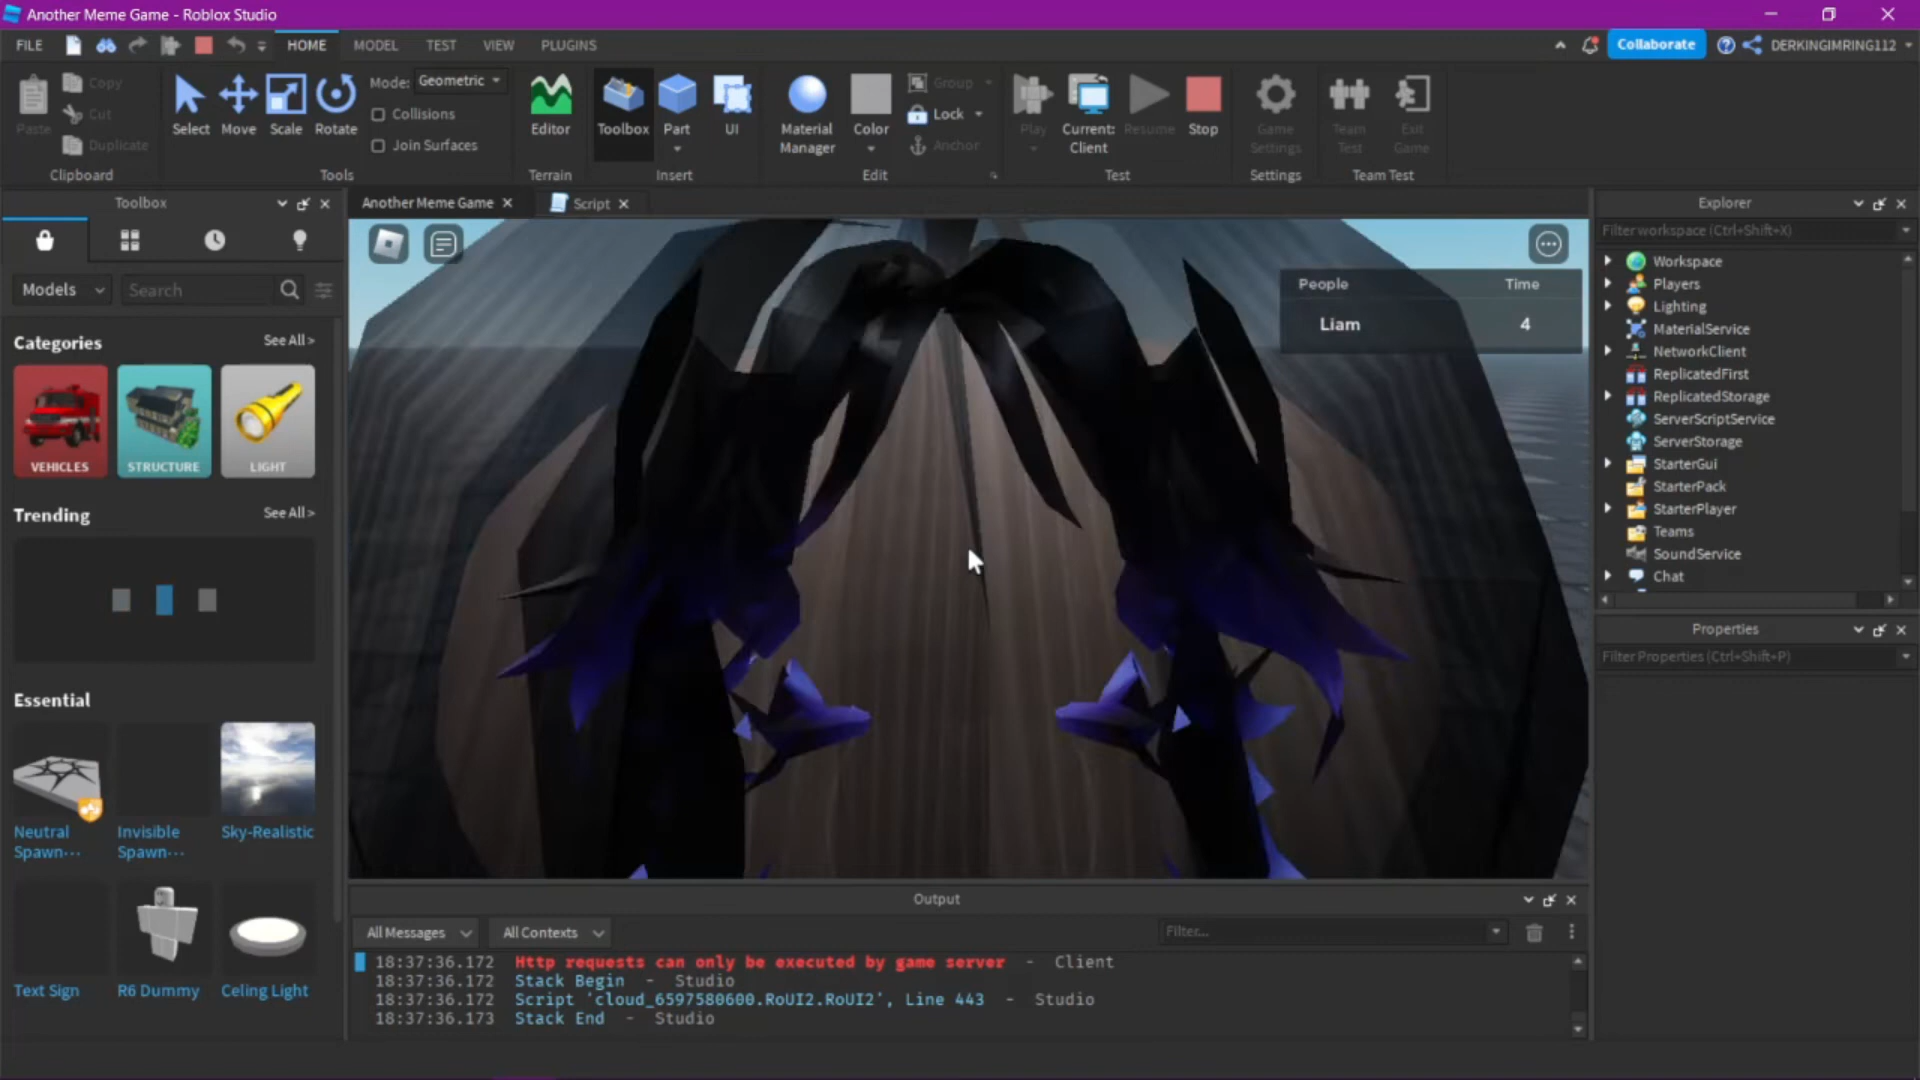 Another Meme Game - Roblox Studio
FILE HOME MODEL TEST VIEW PLUGINS Collaborate DERKINGIMRING112
Paste Copy Cut Duplicate Clipboard
Select Move Scale Rotate Mode: Geometric Collisions Join Surfaces Tools
Editor Terrain
Toolbox Part UI Insert
Material Manager Color Group Lock Anchor Edit
Play Current: Client Resume Stop Test
Game Settings Settings
Team Test Exit Game Team Test
Toolbox
Models Search
Categories See All >
VEHICLES STRUCTURE LIGHT
Trending See All >
Essential
Neutral Spawn··· Invisible Spawn··· Sky-Realistic
Text Sign R6 Dummy Celing Light
Another Meme Game Script
People Time
Liam 4
Output
All Messages All Contexts Filter...
18:37:36.172 Http requests can only be executed by game server - Client
18:37:36.172 Stack Begin - Studio
18:37:36.172 Script 'cloud_6597580600.RoUI2.RoUI2', Line 443 - Studio
18:37:36.173 Stack End - Studio
Explorer
Filter workspace (Ctrl+Shift+X)
Workspace
Players
Lighting
MaterialService
NetworkClient
ReplicatedFirst
ReplicatedStorage
ServerScriptService
ServerStorage
StarterGui
StarterPack
StarterPlayer
Teams
SoundService
Chat
Properties
Filter Properties (Ctrl+Shift+P)